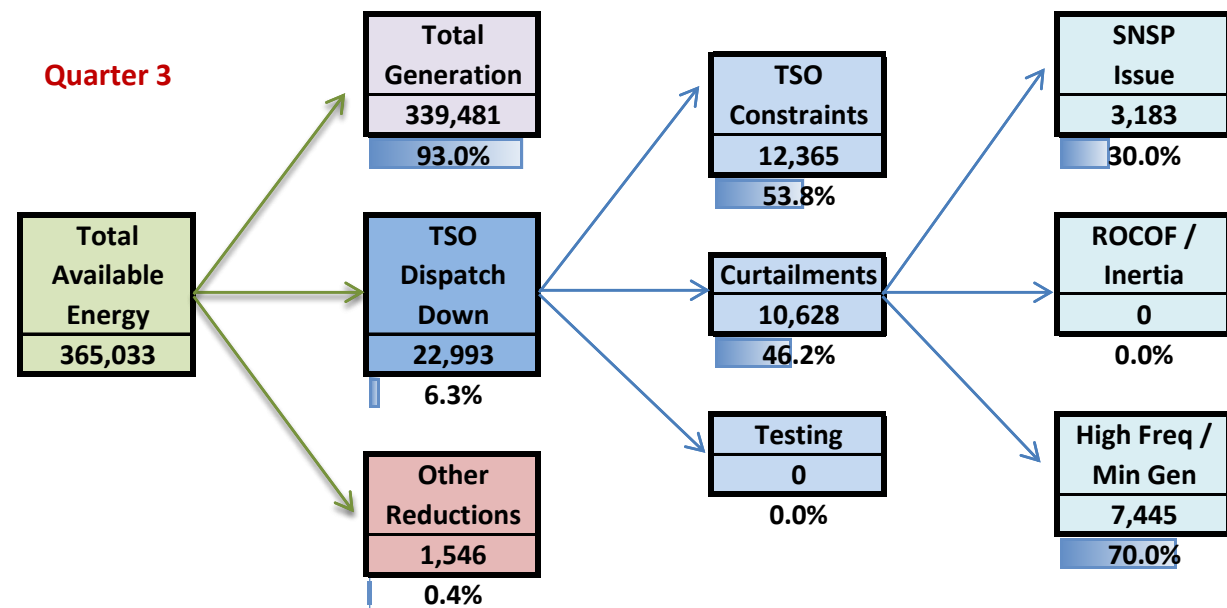 Quarter 3
Total
Available
Energy
365,033
Total
Generation
339,481
93.0%
TSO
Dispatch
Down
22,993
6.3%
Other
Reductions
1,546
0.4%
TSO
Constraints
12,365
53.8%
Curtailments
10,628
46.2%
Testing
0
0.0%
SNSP
Issue
3,183
30.0%
ROCOF /
Inertia
0
0.0%
High Freq /
Min Gen
7,445
70.0%